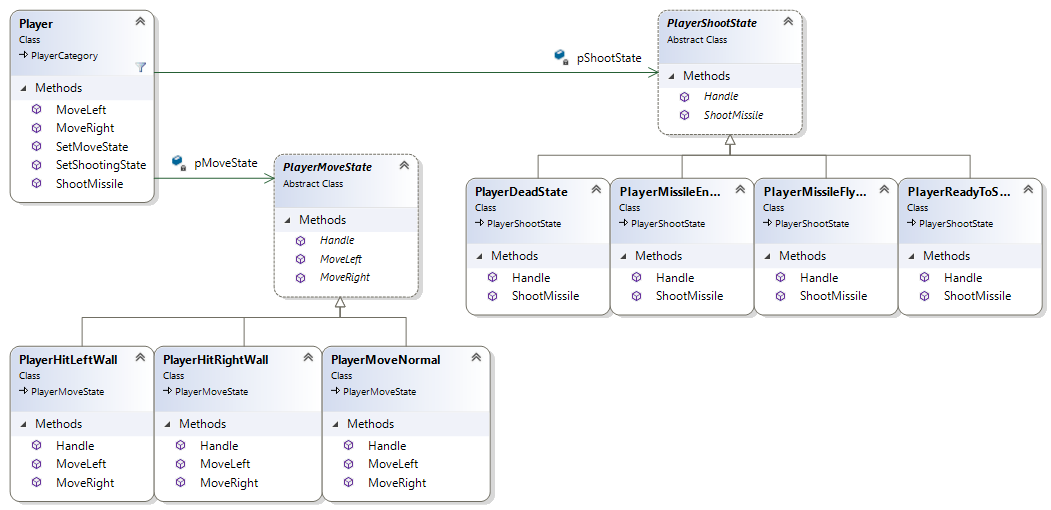 Player
Class
PlayerCategory
Methods
MoveLeft
MoveRight
SetMoveState
SetShootingState
ShootMissile
pShootState
PlayerShootState
Abstract Class
Methods
Handle
ShootMissile
pMoveState
PlayerMoveState
Abstract Class
Methods
Handle
MoveLeft
MoveRight
PlayerDeadState
Class
PlayerShootState
Methods
Handle
ShootMissile
PlayerMissileEn...
Class
PlayerShootState
Methods
Handle
ShootMissile
PlayerMissileFly...
Class
PlayerShootState
Methods
Handle
ShootMissile
PlayerReadyToS...
Class
PlayerShootState
Methods
Handle
ShootMissile
PlayerHitLeftWall
Class
PlayerMoveState
Methods
Handle
MoveLeft
MoveRight
PlayerHitRightWall
Class
PlayerMoveState
Methods
Handle
MoveLeft
MoveRight
PlayerMoveNormal
Class
PlayerMoveState
Methods
Handle
MoveLeft
MoveRight